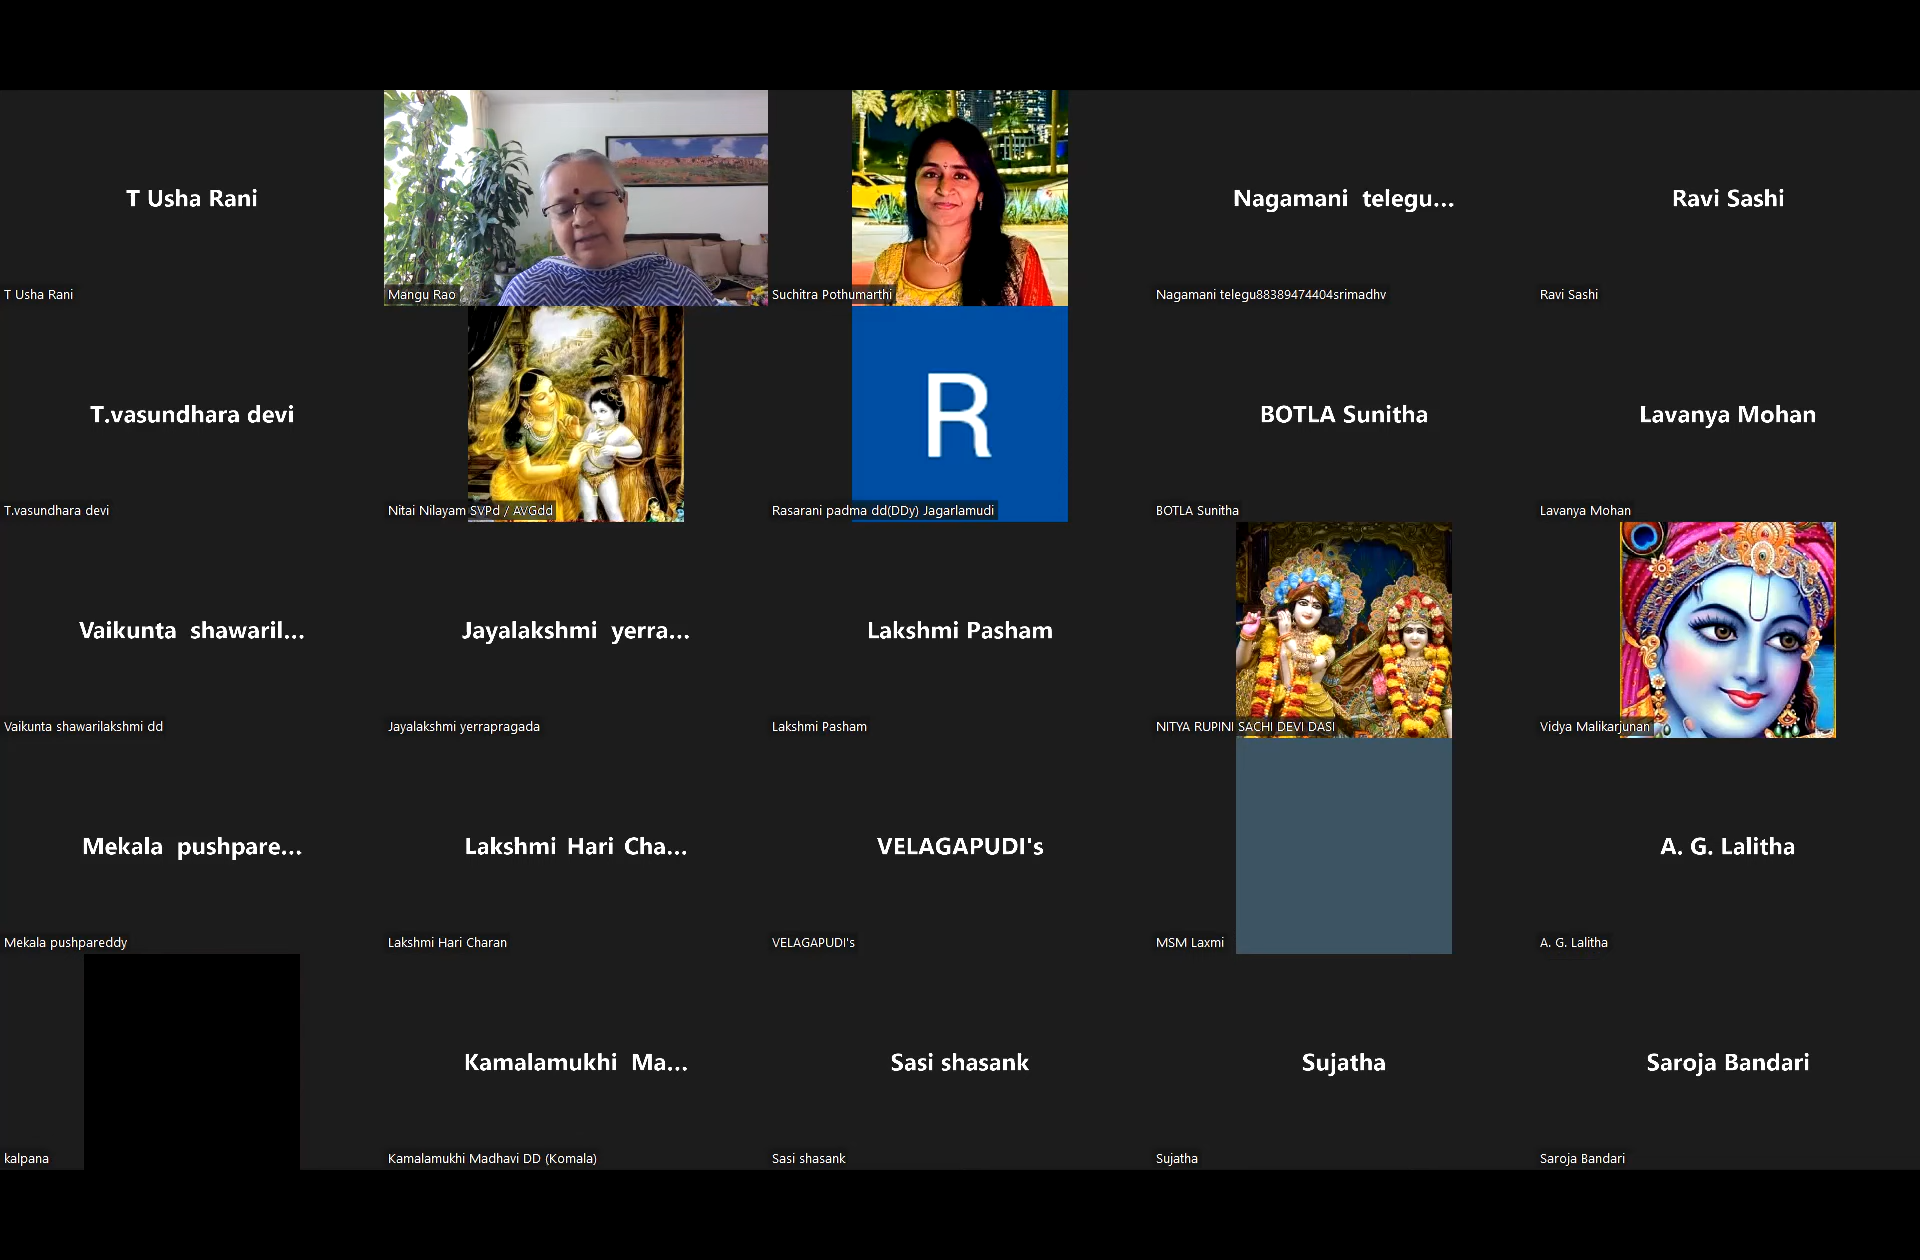 T Usha Rani
T Usha Rani
Mangu Rao
Suchitra Pothumarthi
Nagamani telegu...
Nagamani telegu88389474404srimadhv
Ravi Sashi
Ravi Sashi
T.vasundhara devi
T.vasundhara devi
Nitai Nilayam SVPd / AVGdd
R
Rasarani padma dd(DDy) Jagarlamudi
BOTLA Sunitha
BOTLA Sunitha
Lavanya Mohan
Lavanya Mohan
Vaikunta shawaril...
Vaikunta shawarilakshmi dd
Jayalakshmi yerra...
Jayalakshmi yerrapragada
Lakshmi Pasham
Lakshmi Pasham
NITYA RUPINI SACHI DEVI DASI
Vidya Malikarjunan
Mekala pushpare...
Mekala pushpareddy
Lakshmi Hari Cha...
Lakshmi Hari Charan
VELAGAPUDI's
VELAGAPUDI's
MSM Laxmi
A. G. Lalitha
A. G. Lalitha
kalpana
Kamalamukhi Ma...
Kamalamukhi Madhavi DD (Komala)
Sasi shasank
Sasi shasank
Sujatha
Sujatha
Saroja Bandari
Saroja Bandari